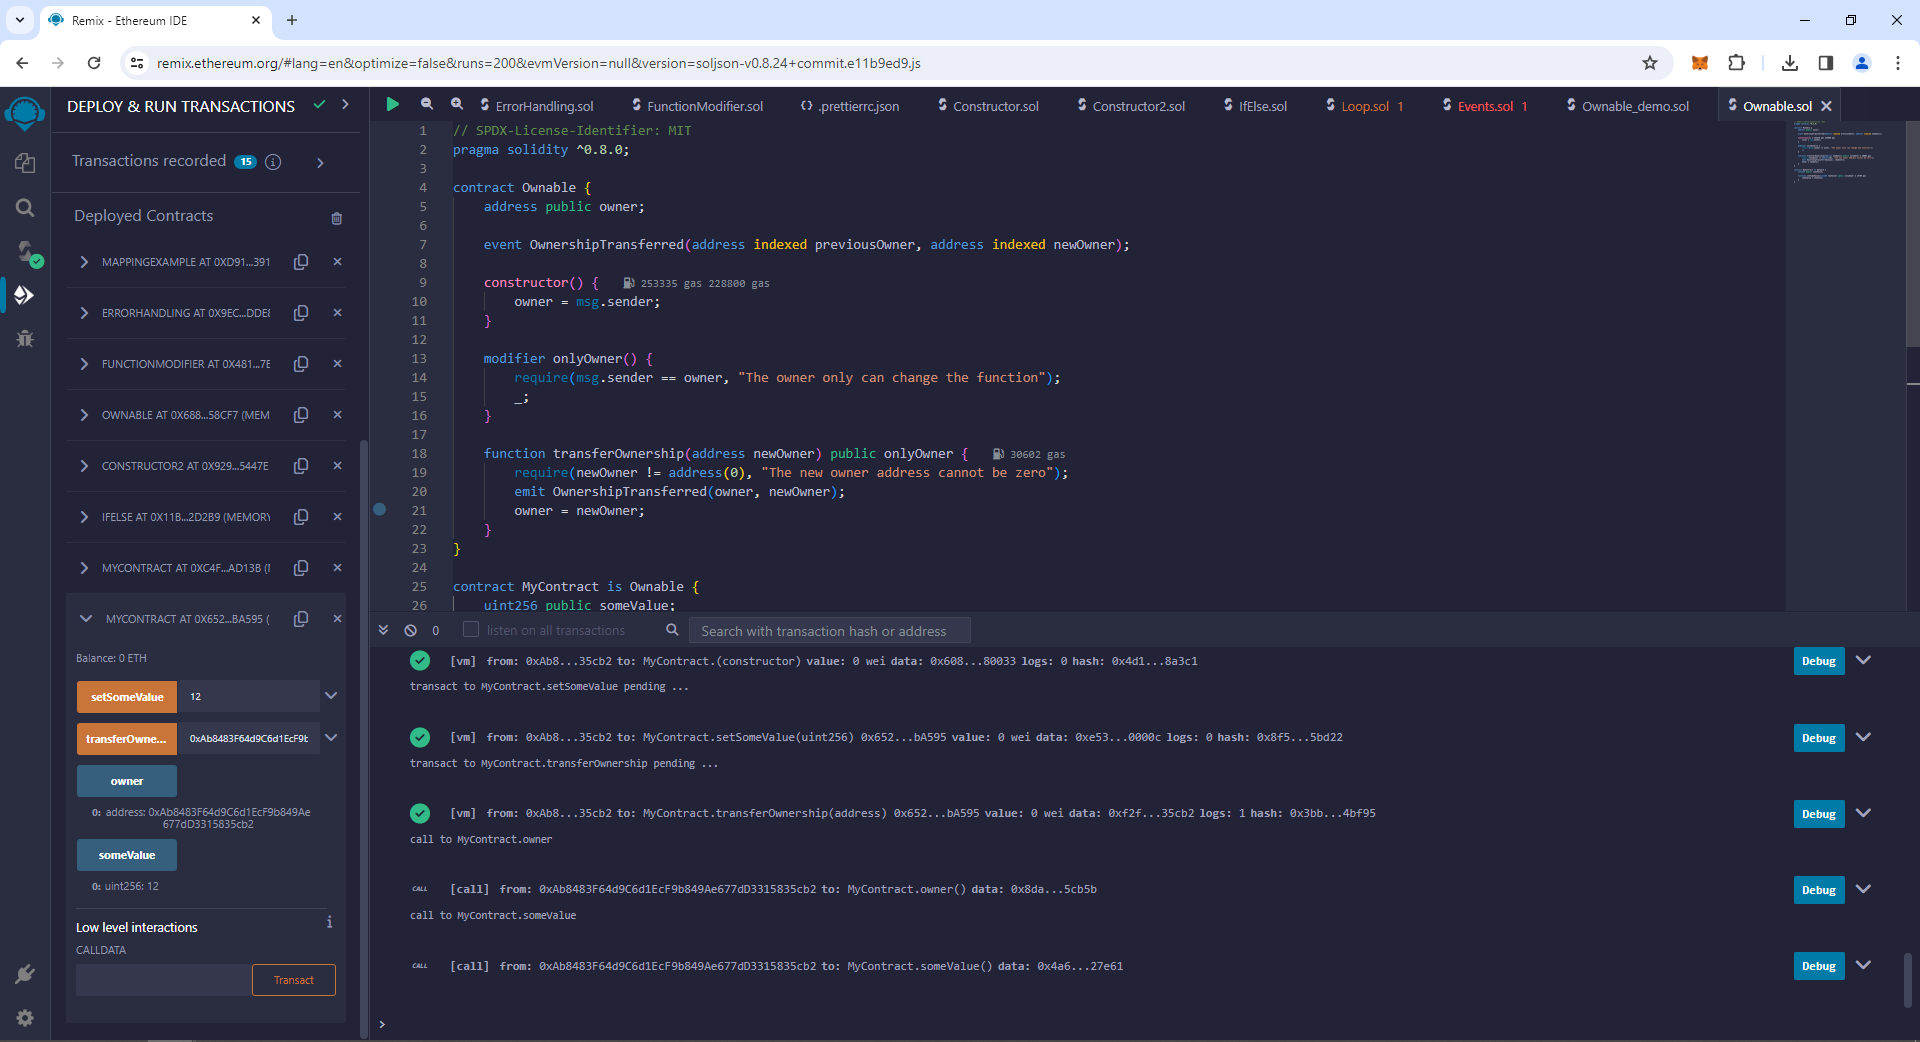 Remix - Ethereum IDE
remix.ethereum.org/#lang=en&optimize=false&runs=200&evmVersion=null&version=soljson-v0.8.24+commit.e11b9ed9.js
DEPLOY & RUN TRANSACTIONS
Transactions recorded 15 i
Deployed Contracts
MAPPINGEXAMPLE AT 0XD91...391
ERRORHANDLING AT 0X9EC...DDE
FUNCTIONMODIFIER AT 0X481...7
OWNABLE AT 0X688...58CF7 (MEM
CONSTRUCTOR2 AT 0X929...5447E
IFELSE AT 0X11B...2D2B9 (MEMORY
MYCONTRACT AT 0XC4F...AD13B (
MYCONTRACT AT 0X652...BA595 (
Balance: 0 ETH
setSomeValue 12
transferOwne... 0xAb8483F64d9C6d1EcF9b
owner
0: address: 0xAb8483F64d9C6d1EcF9b849Ae
677dD3315835cb2
someValue
0: uint256: 12
Low level interactions i
CALLDATA
Transact
ErrorHandling.sol FunctionModifier.sol .prettierrc.json Constructor.sol Constructor2.sol IfElse.sol Loop.sol 1 Events.sol 1 Ownable_demo.sol Ownable.sol
1 // SPDX-License-Identifier: MIT
2 pragma solidity ^0.8.0;
3
4 contract Ownable {
5 address public owner;
6
7 event OwnershipTransferred(address indexed previousOwner, address indexed newOwner);
8
9 constructor() { 253335 gas 228800 gas
10 owner = msg.sender;
11 }
12
13 modifier onlyOwner() {
14 require(msg.sender == owner, "The owner only can change the function");
15 _;
16 }
17
18 function transferOwnership(address newOwner) public onlyOwner { 30602 gas
19 require(newOwner != address(0), "The new owner address cannot be zero");
20 emit OwnershipTransferred(owner, newOwner);
21 owner = newOwner;
22 }
23 }
24
25 contract MyContract is Ownable {
26 uint256 public someValue;
0 listen on all transactions Search with transaction hash or address
[vm] from: 0xAb8...35cb2 to: MyContract.(constructor) value: 0 wei data: 0x608...80033 logs: 0 hash: 0x4d1...8a3c1 Debug
transact to MyContract.setSomeValue pending ...
[vm] from: 0xAb8...35cb2 to: MyContract.setSomeValue(uint256) 0x652...bA595 value: 0 wei data: 0xe53...0000c logs: 0 hash: 0x8f5...5bd22 Debug
transact to MyContract.transferOwnership pending ...
[vm] from: 0xAb8...35cb2 to: MyContract.transferOwnership(address) 0x652...bA595 value: 0 wei data: 0xf2f...35cb2 logs: 1 hash: 0x3bb...4bf95 Debug
call to MyContract.owner
CALL [call] from: 0xAb8483F64d9C6d1EcF9b849Ae677dD3315835cb2 to: MyContract.owner() data: 0x8da...5cb5b Debug
call to MyContract.someValue
CALL [call] from: 0xAb8483F64d9C6d1EcF9b849Ae677dD3315835cb2 to: MyContract.someValue() data: 0x4a6...27e61 Debug
>